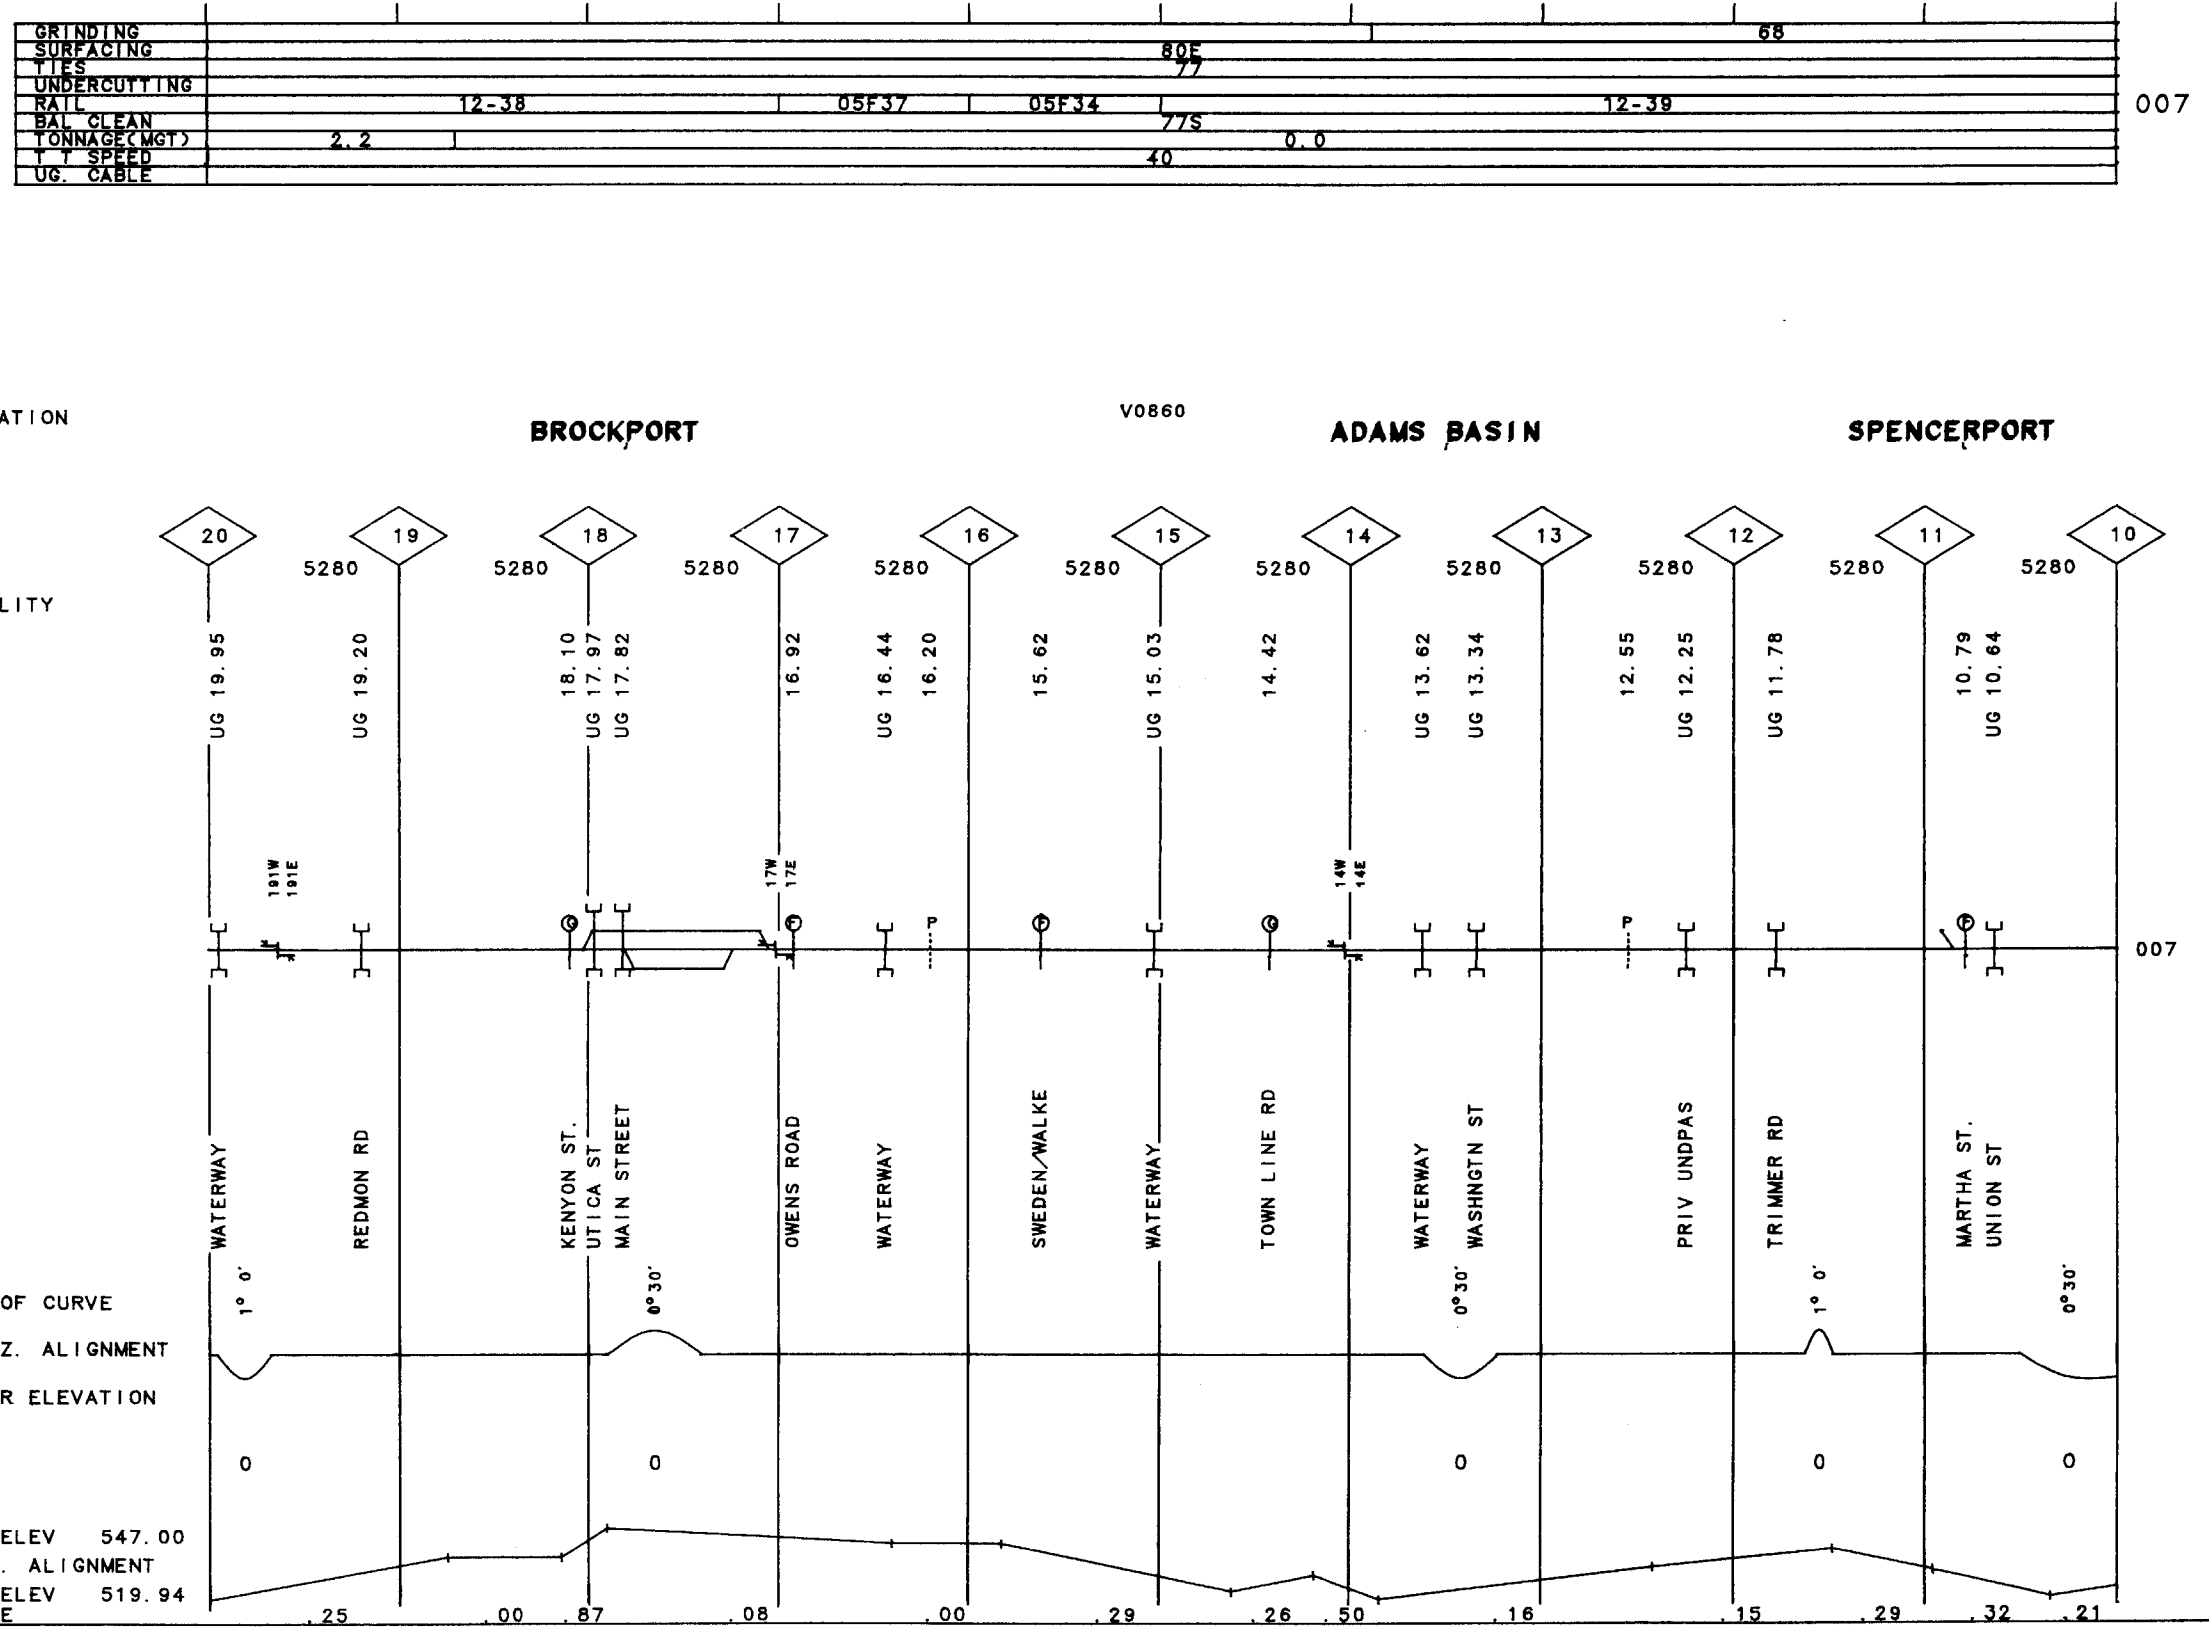 GRINDING 68
SURFACING 80E
TIES 77
UNDERCUTTING
RAIL 12-38 05F37 05F34 12-39 007
BAL CLEAN 77S
TONNAGE(MGT) 2.2 0.0
T T SPEED 40
UG. CABLE
ATION BROCKPORT V0860 ADAMS BASIN SPENCERPORT
20 19 18 17 16 15 14 13 12 11 10
5280 5280 5280 5280 5280 5280 5280 5280 5280 5280
LITY
UG 19.95
UG 19.20
18.10
UG 17.97
UG 17.82
16.92
UG 16.44
16.20
15.62
UG 15.03
14.42
UG 13.62
UG 13.34
12.55
UG 12.25
UG 11.78
10.79
UG 10.64
191W
191E
17W
17E
14W
14E
G F P F G P F
007
WATERWAY
REDMON RD
KENYON ST.
UTICA ST
MAIN STREET
OWENS ROAD
WATERWAY
SWEDEN/WALKE
WATERWAY
TOWN LINE RD
WATERWAY
WASHNGTN ST
PRIV UNDPAS
TRIMMER RD
MARTHA ST.
UNION ST
OF CURVE 1° 0' 0°30' 0°30' 1° 0' 0°30'
Z. ALIGNMENT
R ELEVATION
0 0 0 0 0
ELEV 547.00
. ALIGNMENT
ELEV 519.94
E .25 .00 .87 .08 .00 .29 .26 .50 .16 .15 .29 .32 .21